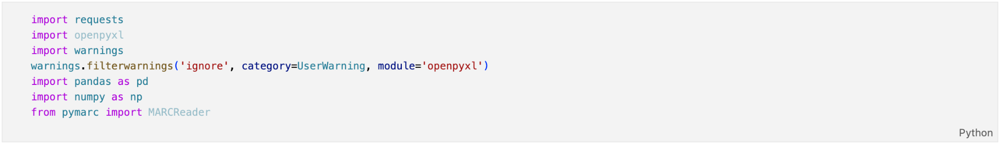 import requests
import openpyxl
import warnings
warnings.filterwarnings('ignore', category=UserWarning, module='openpyxl')
import pandas as pd
import numpy as np
from pymarc import MARCReader
Python